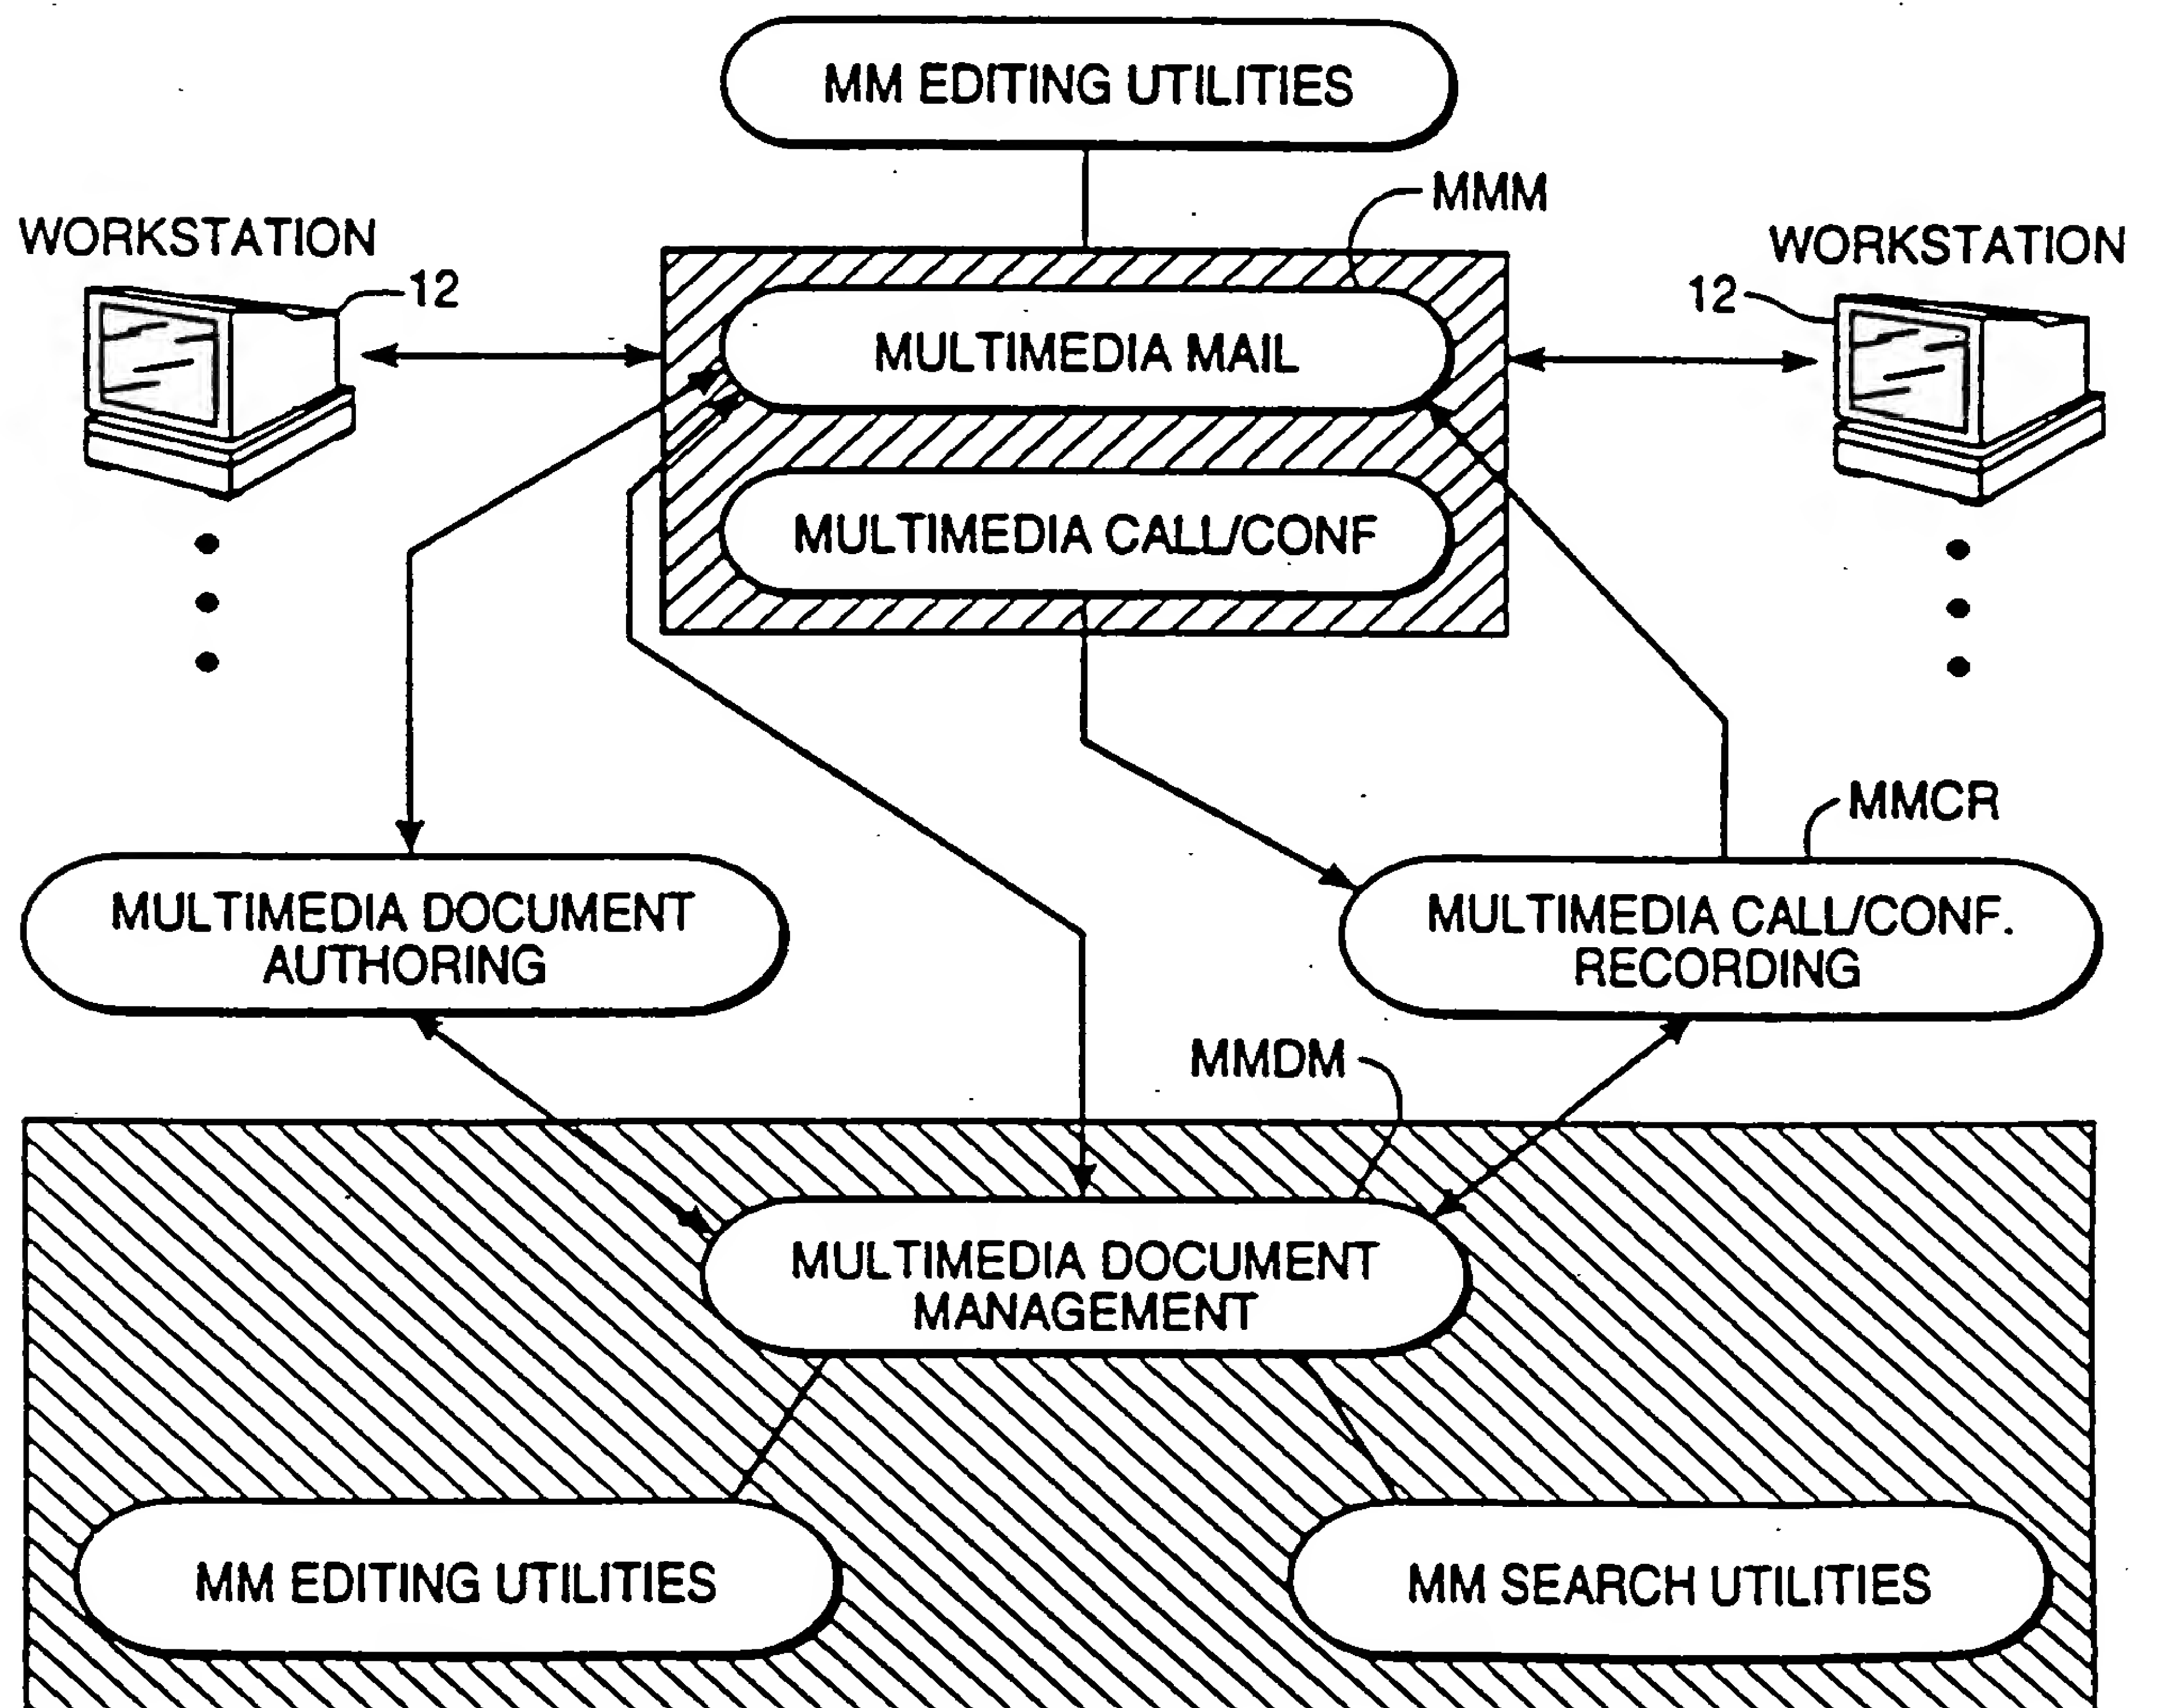 MM EDITING UTILITIES
MMM
WORKSTATION
WORKSTATION
12
12
MULTIMEDIA MAIL
MULTIMEDIA CALL/CONF
MMCR
MULTIMEDIA DOCUMENT
AUTHORING
MULTIMEDIA CALL/CONF.
RECORDING
MMDM
MULTIMEDIA DOCUMENT
MANAGEMENT
MM EDITING UTILITIES
MM SEARCH UTILITIES